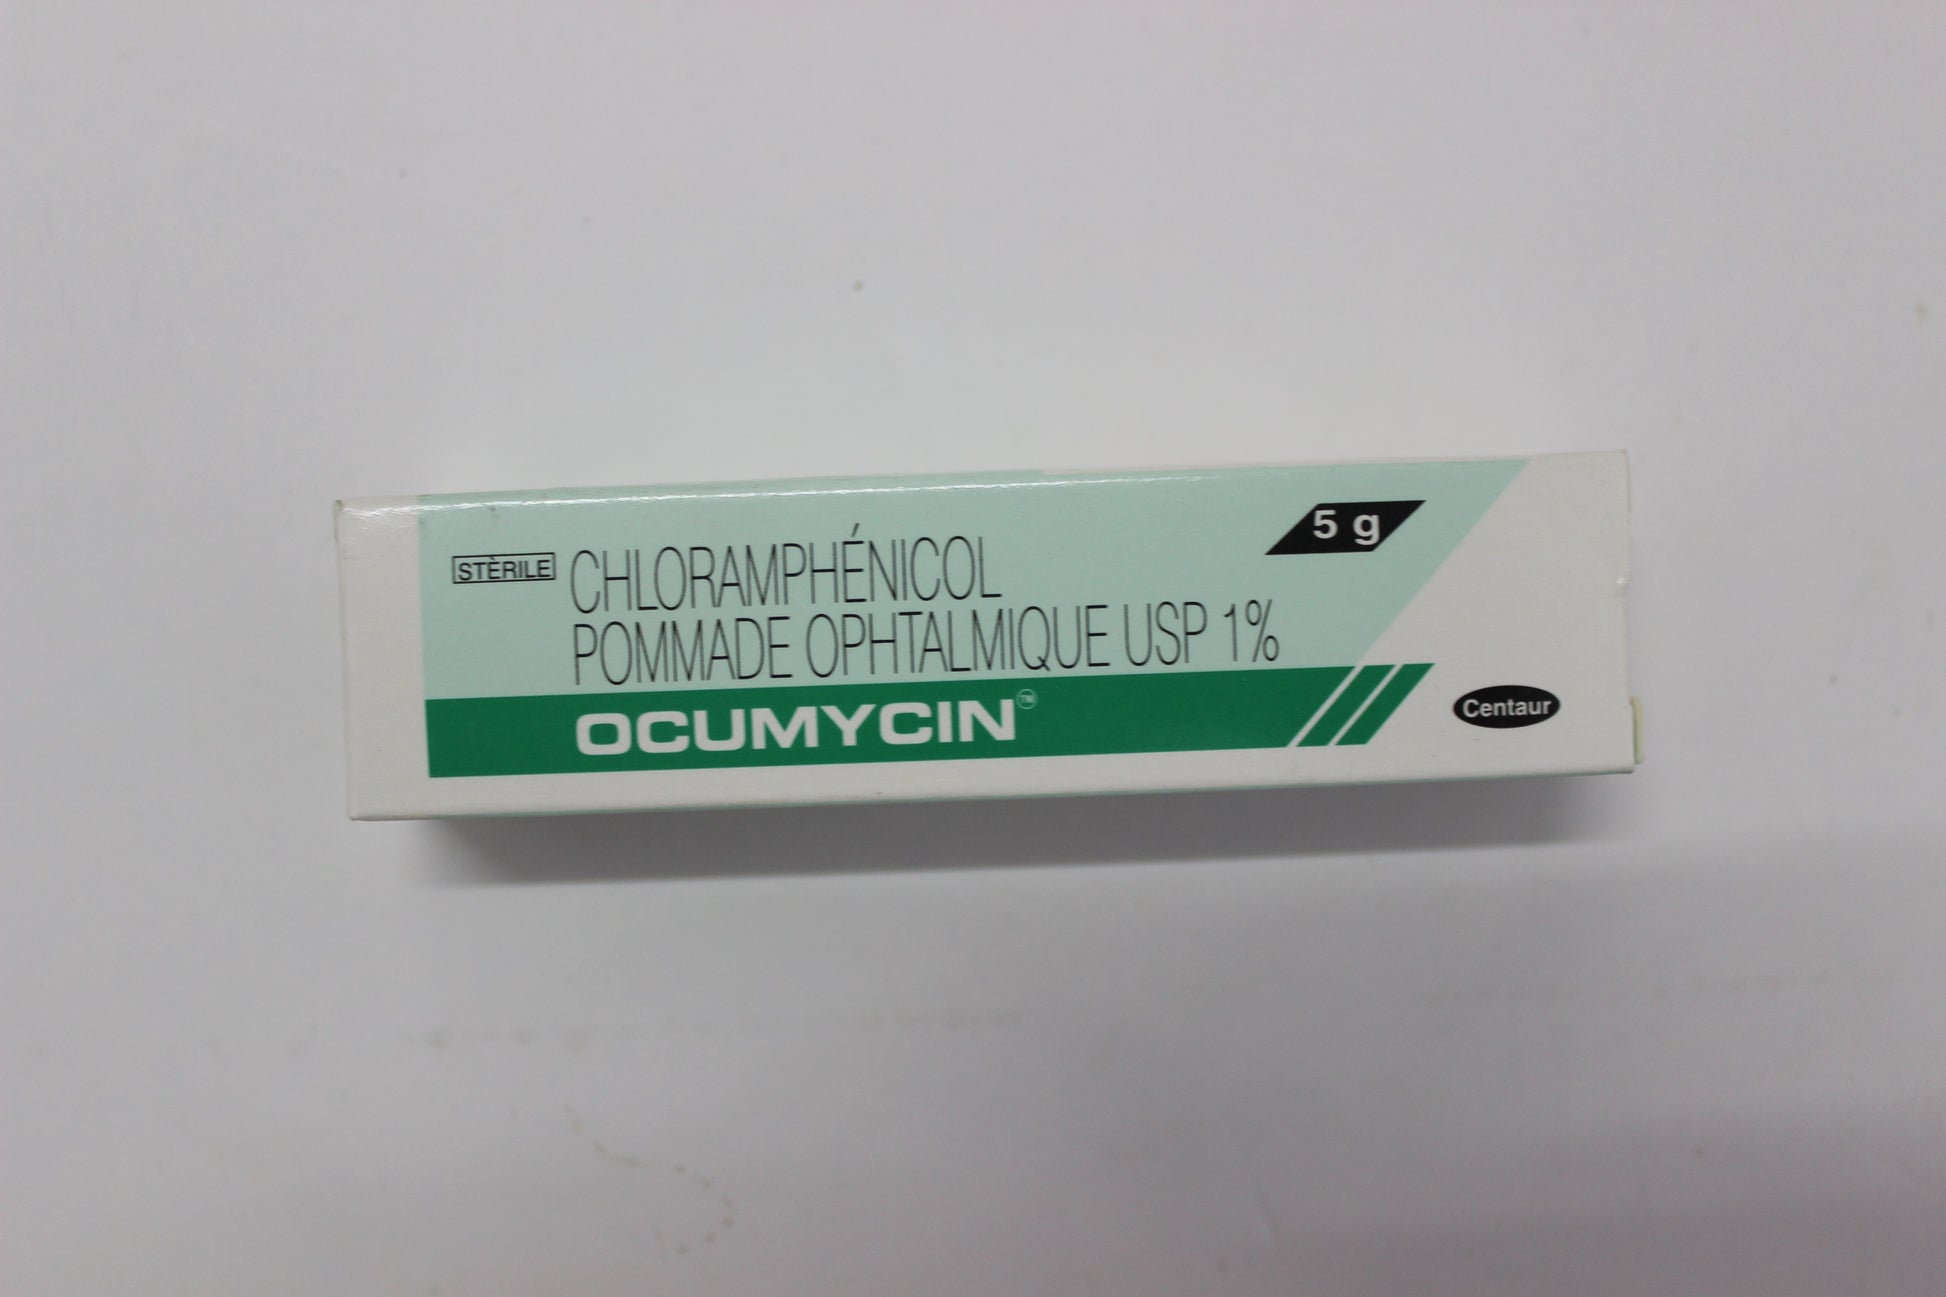 5 g
STÈRILE
CHLORAMPHÉNICOL
POMMADE OPHTALMIQUE USP 1%
OCUMYCIN™
Centaur